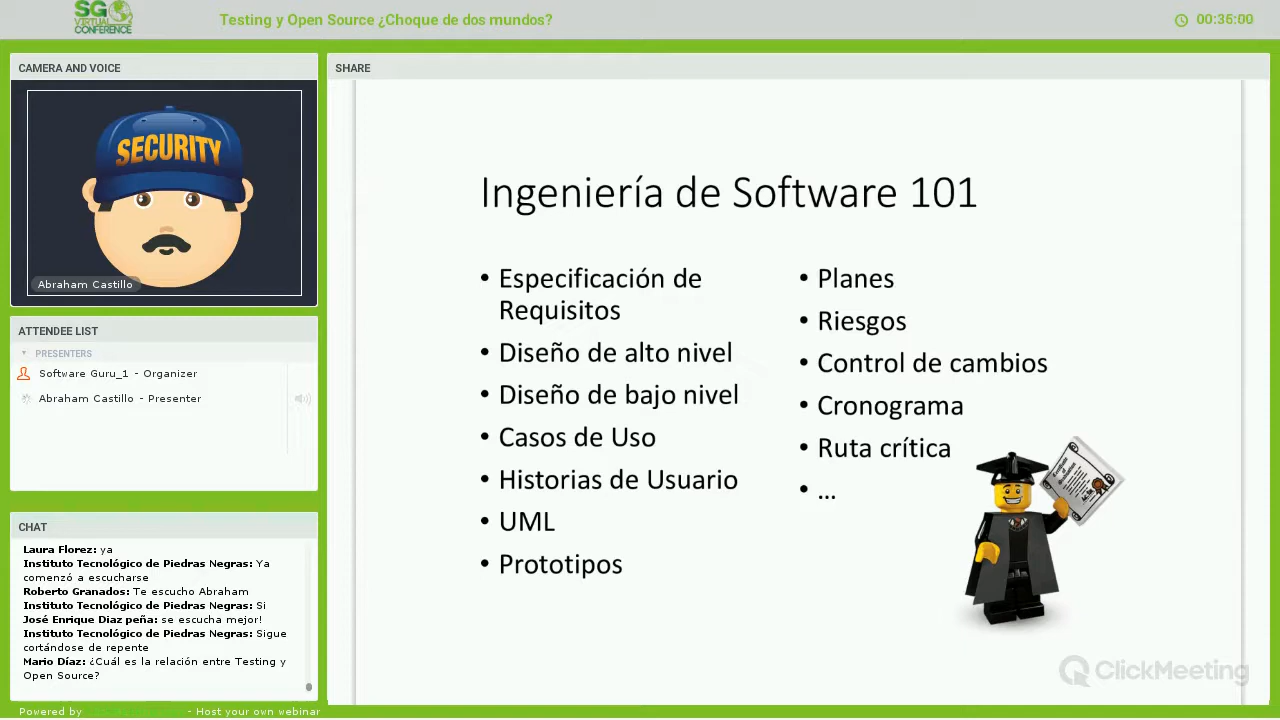 SG
VIRTUAL
CONFERENCE
Testing y Open Source ¿Choque de dos mundos?
00:36:00
CAMERA AND VOICE
SECURITY
Abraham Castillo
ATTENDEE LIST
PRESENTERS
Software Guru_1 - Organizer
Abraham Castillo - Presenter
CHAT
Laura Florez: ya
Instituto Tecnológico de Piedras Negras: Ya
comenzó a escucharse
Roberto Granados: Te escucho Abraham
Instituto Tecnológico de Piedras Negras: Si
José Enrique Diaz peña: se escucha mejor!
Instituto Tecnológico de Piedras Negras: Sigue
cortándose de repente
Mario Díaz: ¿Cuál es la relación entre Testing y
Open Source?
Powered by
- Host your own webinar
SHARE
Ingeniería de Software 101
• Especificación de
Requisitos
• Diseño de alto nivel
• Diseño de bajo nivel
• Casos de Uso
• Historias de Usuario
• UML
• Prototipos
• Planes
• Riesgos
• Control de cambios
• Cronograma
• Ruta crítica
• ...
ClickMeeting